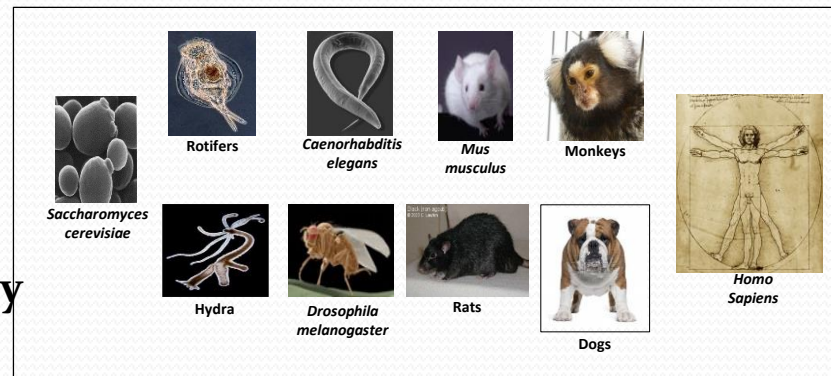 Rotifers
Caenorhabditis
elegans
Mus
musculus
Monkeys
Saccharomyces
cerevisiae
Hydra
Drosophila
melanogaster
Rats
Dogs
Homo
Sapiens
y